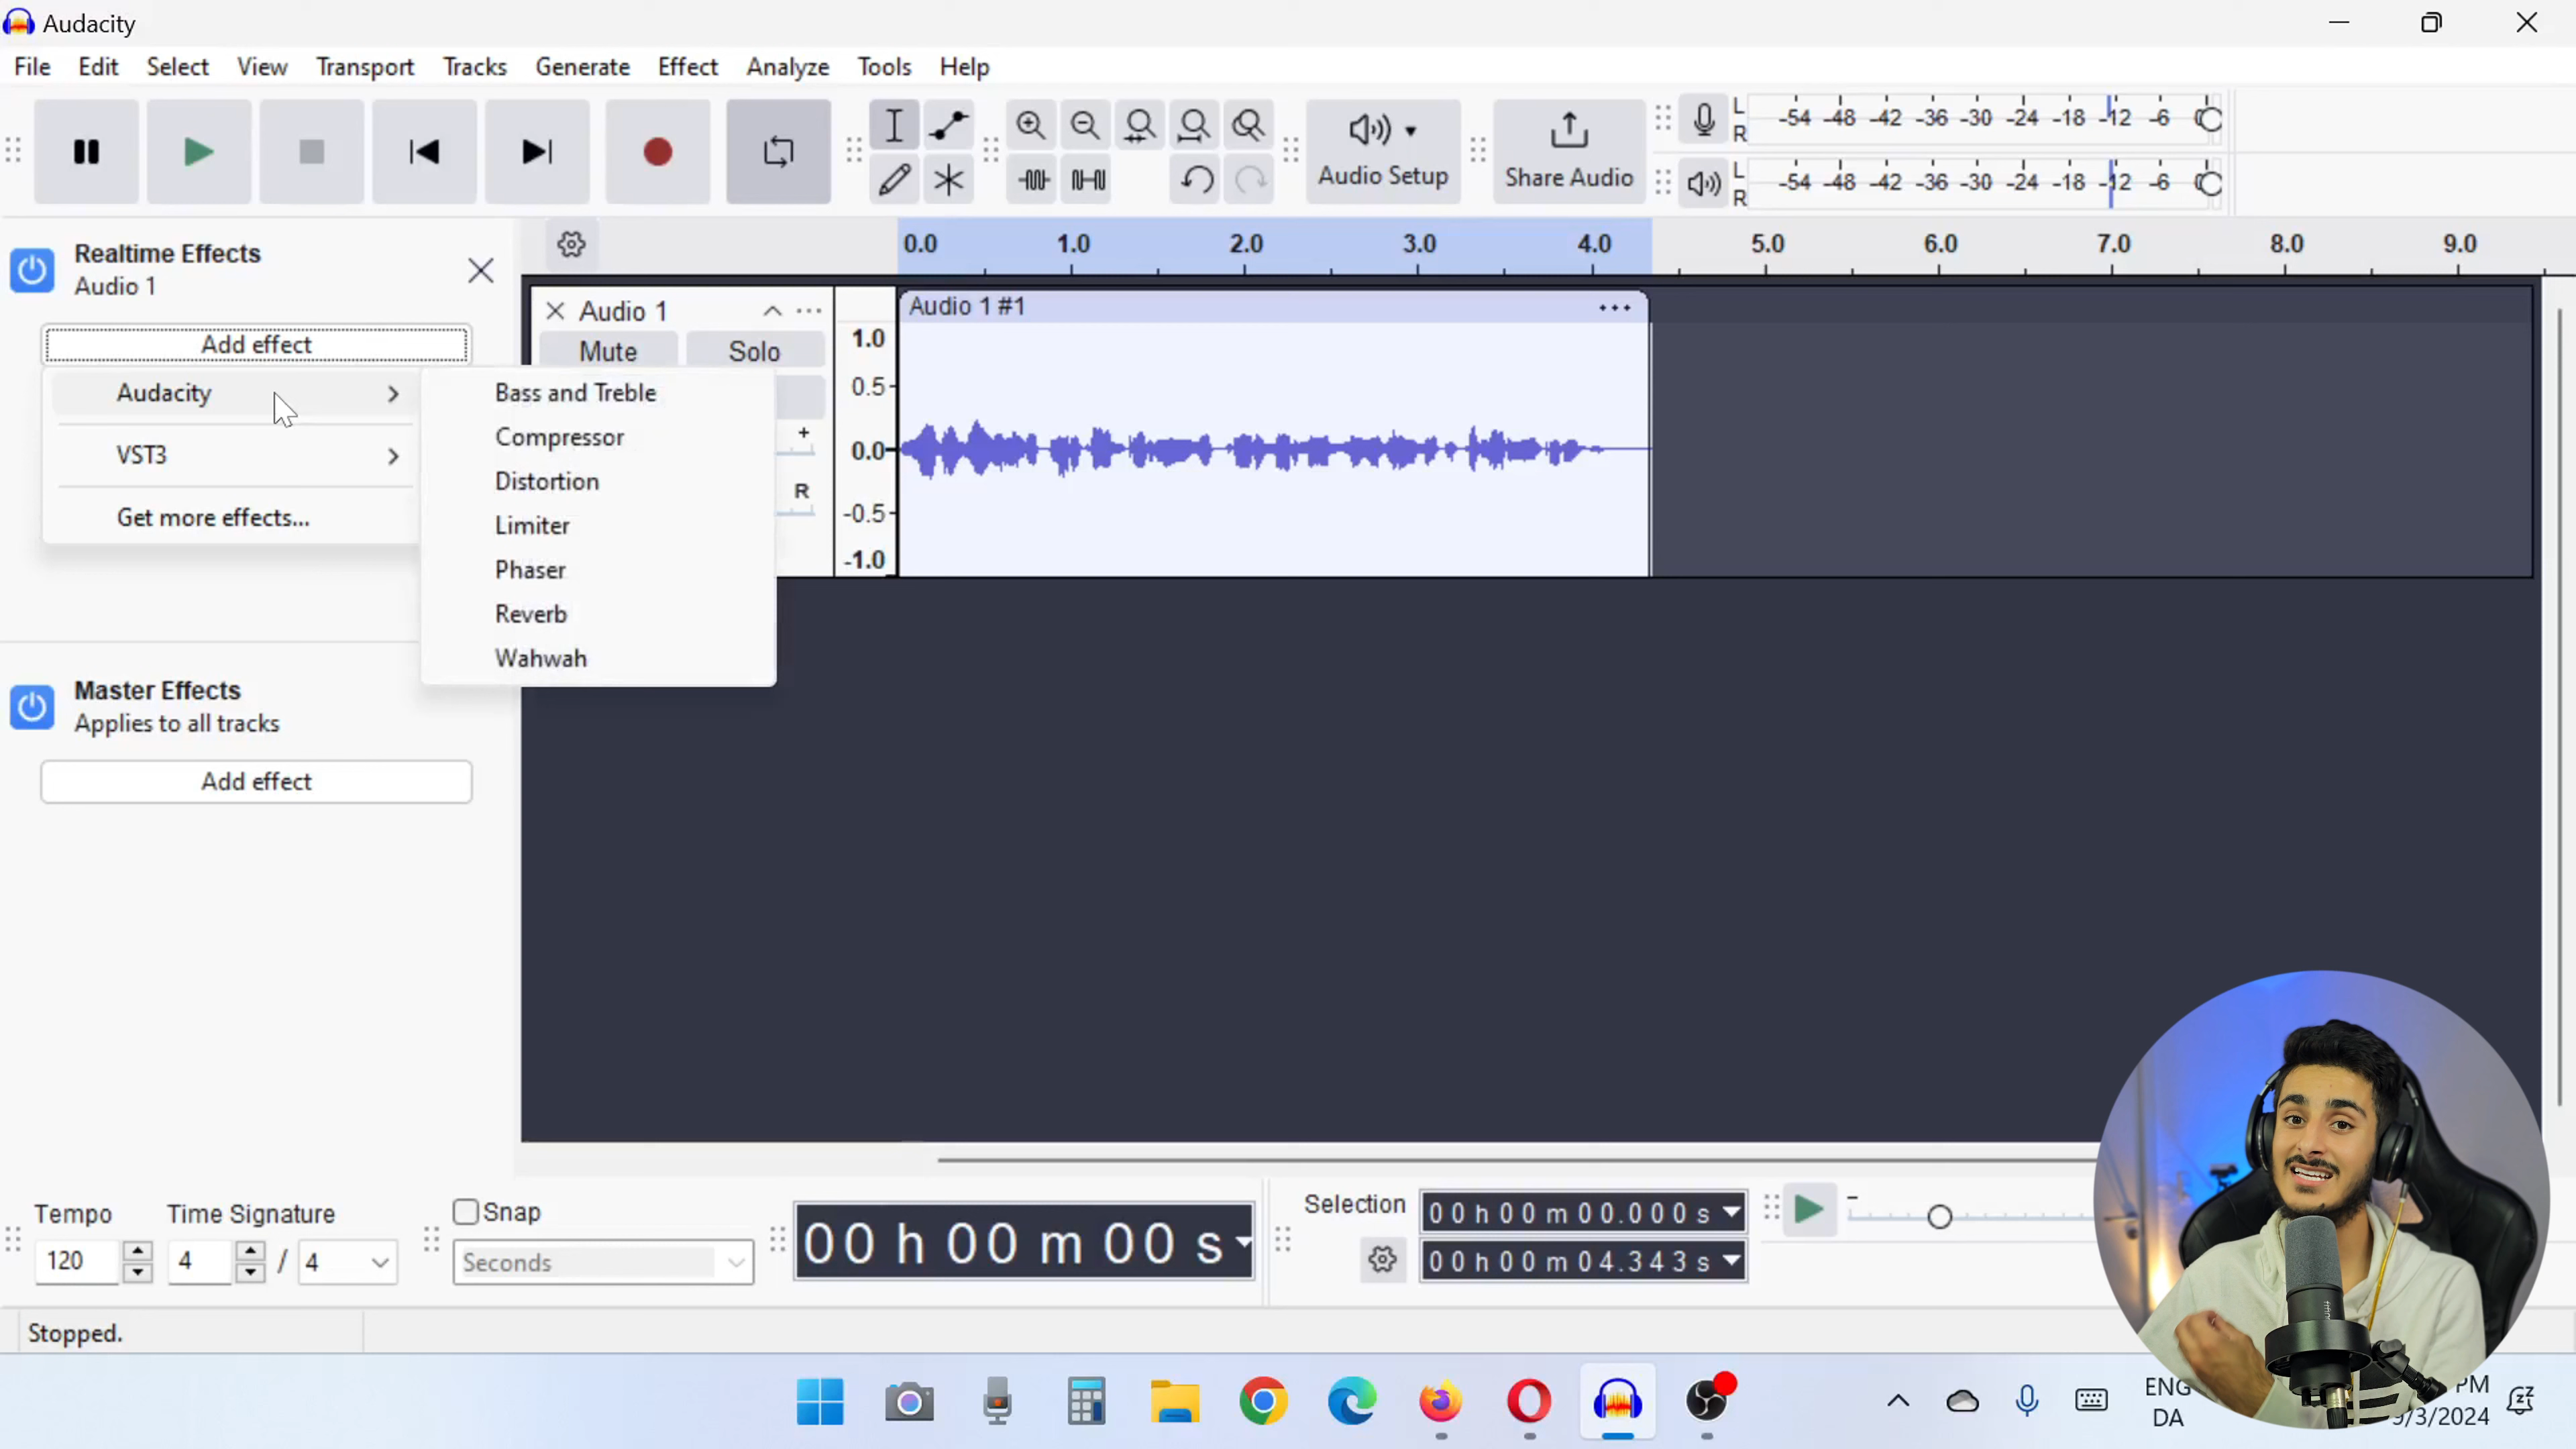 Audacity
File Edit Select View Transport Tracks Generate Effect Analyze Tools Help
Audio Setup
Share Audio
L
R
-54 -48 -42 -36 -30 -24 -18 -12 -6 0
L
R
-54 -48 -42 -36 -30 -24 -18 -12 -6 0
Realtime Effects
Audio 1
Add effect
Audacity
VST3
Get more effects...
Bass and Treble
Compressor
Distortion
Limiter
Phaser
Reverb
Wahwah
Master Effects
Applies to all tracks
Add effect
0.0 1.0 2.0 3.0 4.0 5.0 6.0 7.0 8.0 9.0
Audio 1
Mute Solo
+
R
1.0
0.5
0.0
-0.5
-1.0
Audio 1 #1
Tempo
120
Time Signature
4 / 4
Snap
Seconds
00 h 00 m 00 s
Selection
00 h 00 m 00.000 s
00 h 00 m 04.343 s
-
Stopped.
ENG
DA
PM
9/3/2024